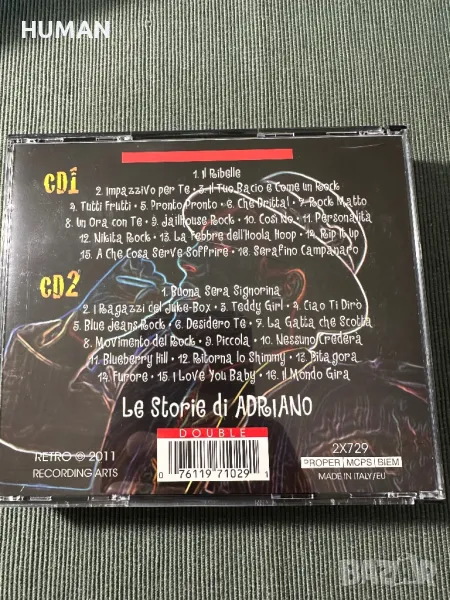 HUMAN
CD1
1. Il Ribelle
2. Impazzivo per Te • 3. Il Tuo Bacio è Come un Rock
4. Tutti Frutti • 5. Pronto Pronto • 6. Che Dritta! • 7. Rock Matto
8. Un Ora con Te • 9. Jailhouse Rock • 10. Così No • 11. Personalità
12. Nikita Rock • 13. La Febbre dell'Hoola Hoop • 14. Rip It Up
15. A Che Cosa Serve Soffrire • 16. Serafino Campanaro
CD2
1. Buona Sera Signorina
2. I Ragazzi del Juke-Box • 3. Teddy Girl • 4. Ciao Ti Dirò
5. Blue Jeans Rock • 6. Desidero Te • 7. La Gatta che Scotta
8. Movimento del Rock • 9. Piccola • 10. Nessuno Crederà
11. Blueberry Hill • 12. Ritorna lo Shimmy • 13. Pitagora
14. Furore • 15. I Love You Baby • 16. Il Mondo Gira
Le Storie di ADRIANO
DOUBLE
RETRO © 2011
RECORDING ARTS
0 76119 71029 1
2X729
PROPER MCPS BIEM
MADE IN ITALY/EU
BAZAR